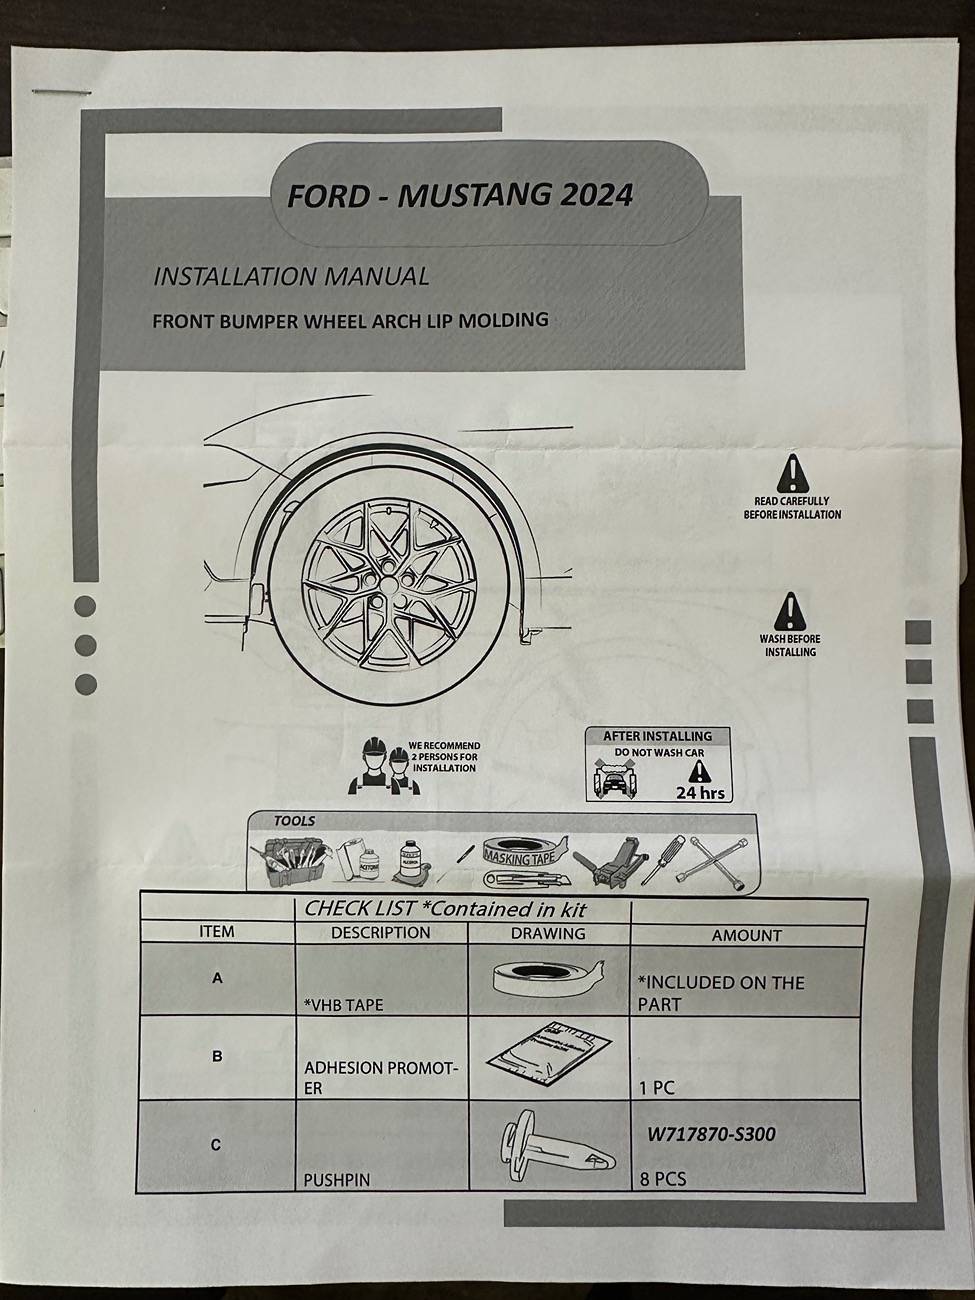 FORD - MUSTANG 2024
INSTALLATION MANUAL
FRONT BUMPER WHEEL ARCH LIP MOLDING
READ CAREFULLY
BEFORE INSTALLATION
WASH BEFORE
INSTALLING
WE RECOMMEND
2 PERSONS FOR
INSTALLATION
AFTER INSTALLING
DO NOT WASH CAR
24 hrs
TOOLS
ACETONE
ALCOHOL
MASKING TAPE
CHECK LIST *Contained in kit
ITEM DESCRIPTION DRAWING AMOUNT
A
*VHB TAPE
*INCLUDED ON THE
PART
B
ADHESION PROMOT-
ER
1 PC
C
PUSHPIN
W717870-S300
8 PCS